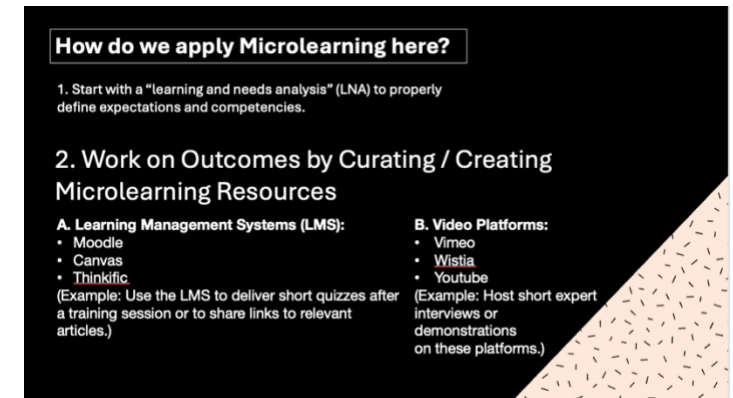 How do we apply Microlearning here?
1. Start with a “learning and needs analysis” (LNA) to properly
define expectations and competencies.
2. Work on Outcomes by Curating / Creating
Microlearning Resources
A. Learning Management Systems (LMS):
• Moodle
• Canvas
• Thinkific
(Example: Use the LMS to deliver short quizzes after
a training session or to share links to relevant
articles.)
B. Video Platforms:
• Vimeo
• Wistia
• Youtube
(Example: Host short expert
interviews or
demonstrations
on these platforms.)